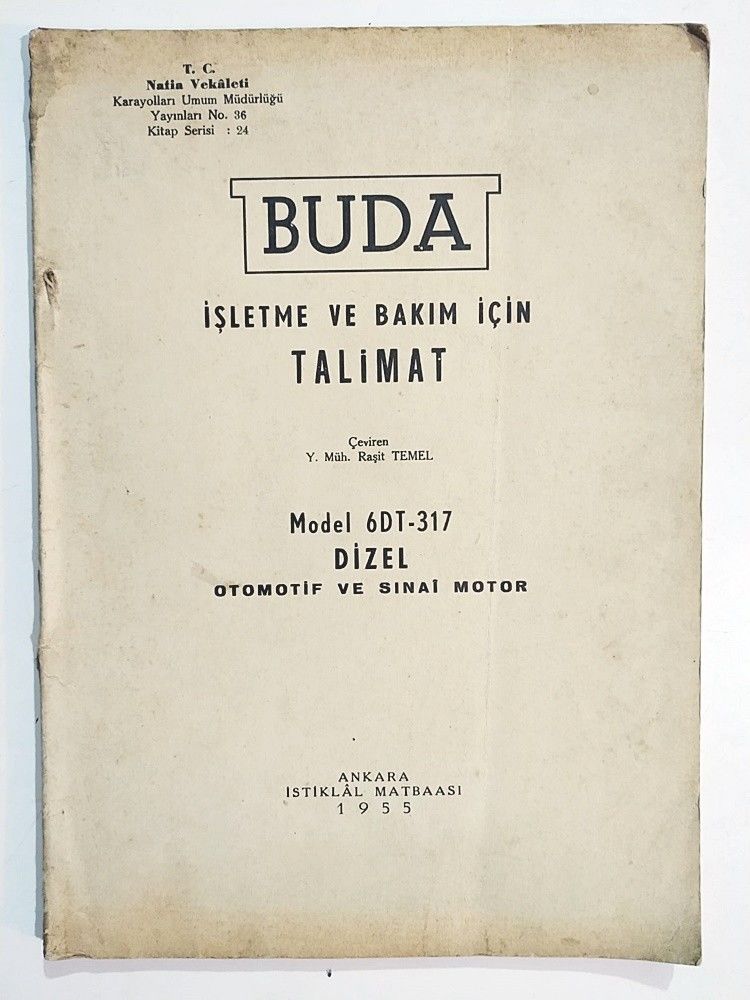 T. C.
Nafia Vekâleti
Karayolları Umum Müdürlüğü
Yayınları No. 36
Kitap Serisi : 24
BUDA
İŞLETME VE BAKIM İÇİN
TALİMAT
Çeviren
Y. Müh. Raşit TEMEL
Model 6DT-317
DİZEL
OTOMOTİF VE SINAÎ MOTOR
ANKARA
İSTİKLÂL MATBAASI
1955